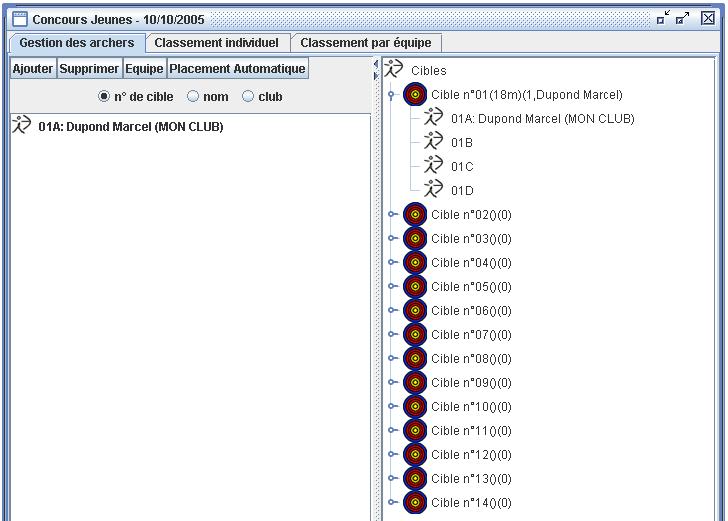 Concours Jeunes - 10/10/2005
Gestion des archers Classement individuel Classement par équipe
Ajouter Supprimer Equipe Placement Automatique
n° de cible nom club
01A: Dupond Marcel (MON CLUB)
Cibles
Cible n°01(18m)(1,Dupond Marcel)
01A: Dupond Marcel (MON CLUB)
01B
01C
01D
Cible n°02()(0)
Cible n°03()(0)
Cible n°04()(0)
Cible n°05()(0)
Cible n°06()(0)
Cible n°07()(0)
Cible n°08()(0)
Cible n°09()(0)
Cible n°10()(0)
Cible n°11()(0)
Cible n°12()(0)
Cible n°13()(0)
Cible n°14()(0)